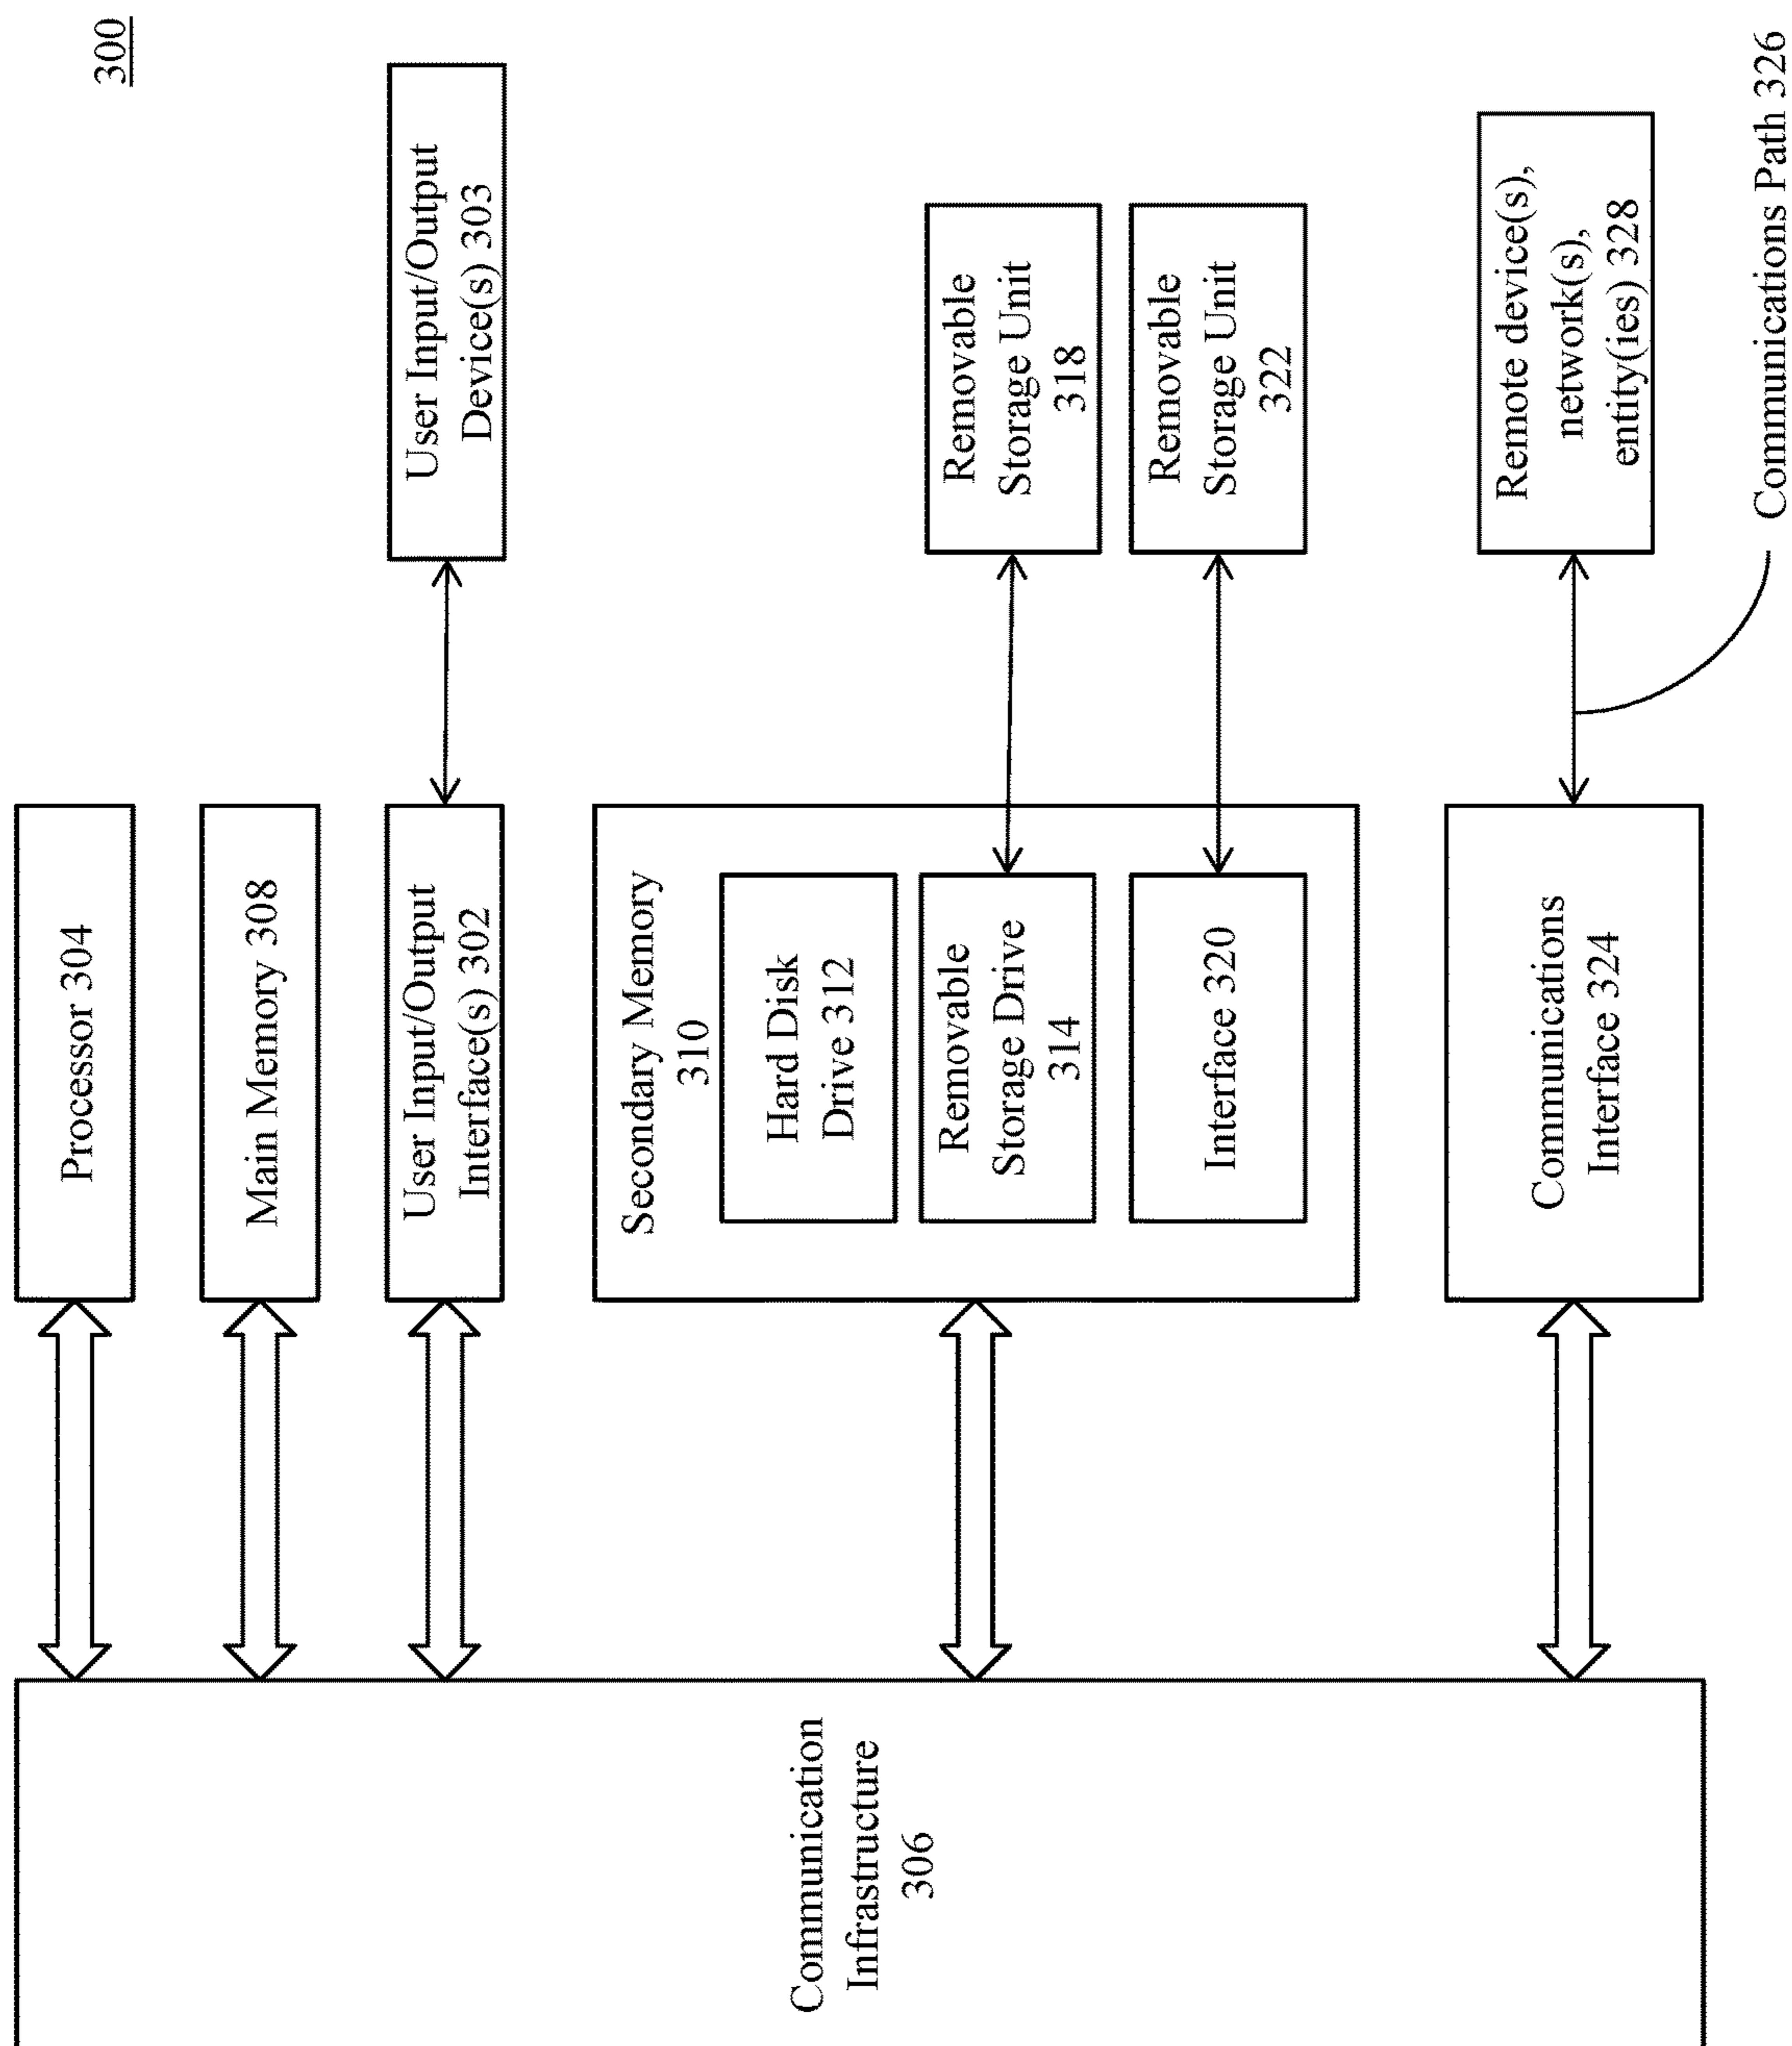 300
Processor 304
Main Memory 308
User Input/Output
Interface(s) 302
User Input/Output
Device(s) 303
Secondary Memory
310
Hard Disk
Drive 312
Removable
Storage Drive
314
Removable
Storage Unit
318
Interface 320
Removable
Storage Unit
322
Communications
Interface 324
Remote device(s),
network(s),
entity(ies) 328
Communications Path 326
Communication
Infrastructure
306